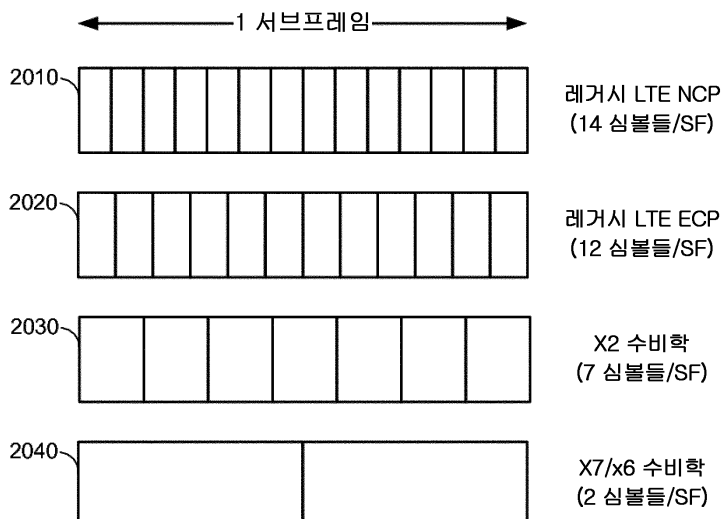 1 서브프레임
2010
레거시 LTE NCP
(14 심볼들/SF)
2020
레거시 LTE ECP
(12 심볼들/SF)
2030
X2 수비학
(7 심볼들/SF)
2040
X7/x6 수비학
(2 심볼들/SF)